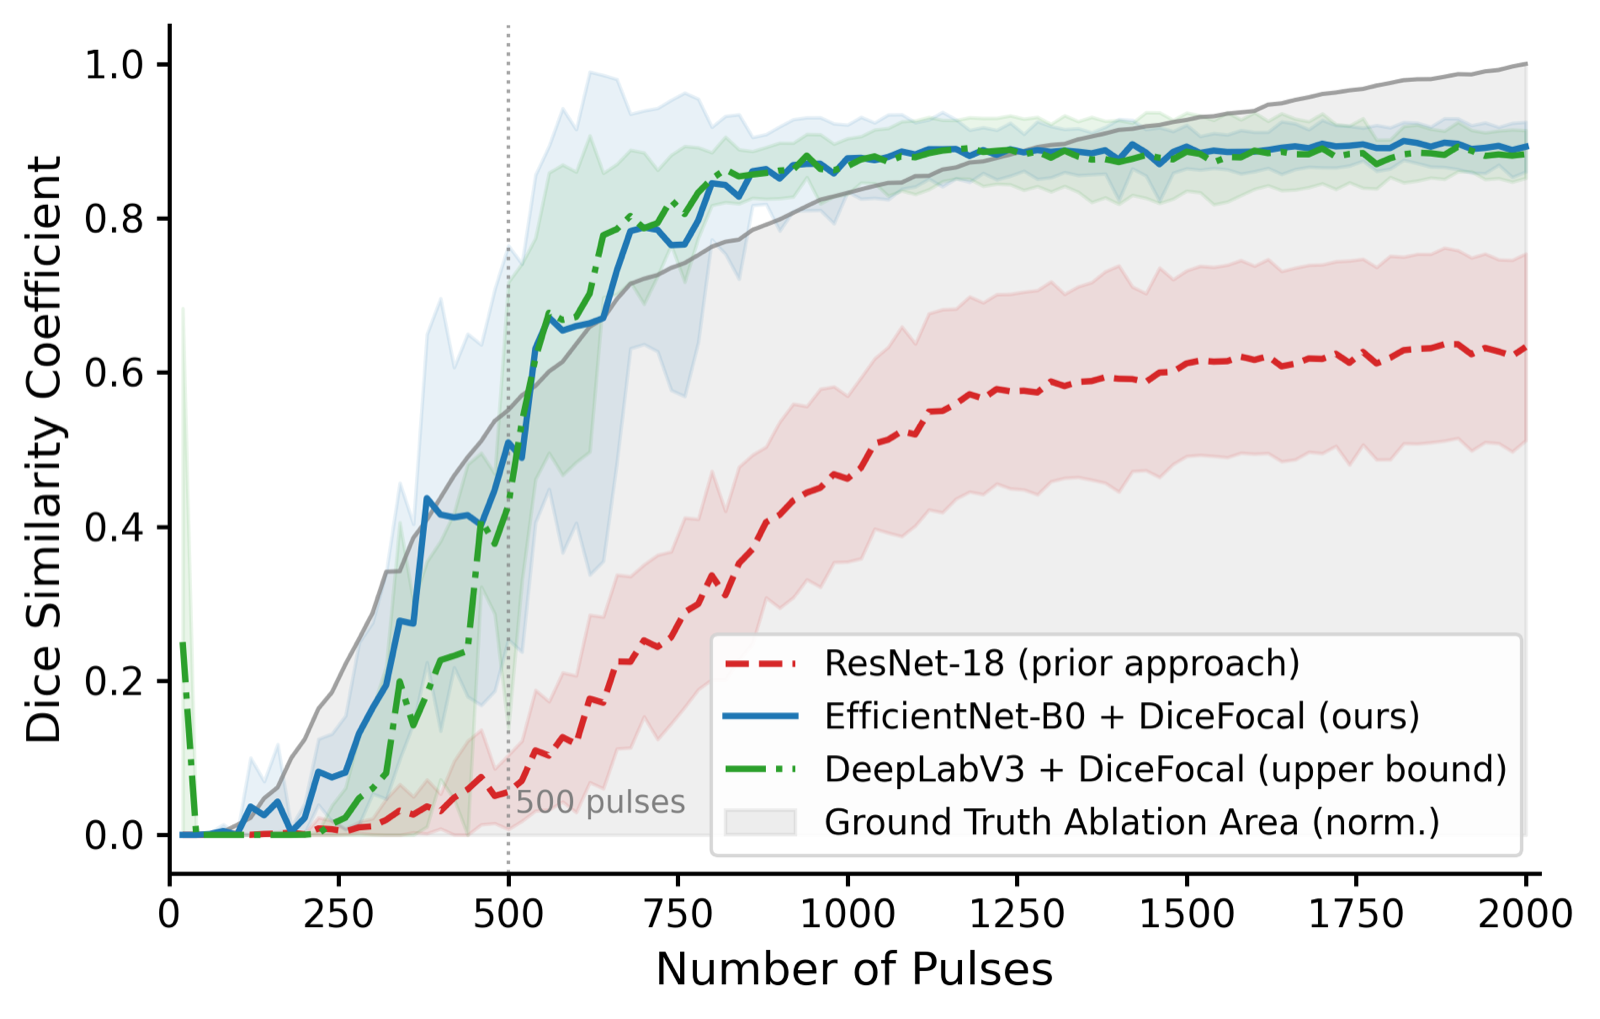 Dice Similarity Coefficient
1.0
0.8
0.6
0.4
0.2
0.0
500 pulses
ResNet-18 (prior approach)
EfficientNet-B0 + DiceFocal (ours)
DeepLabV3 + DiceFocal (upper bound)
Ground Truth Ablation Area (norm.)
0 250 500 750 1000 1250 1500 1750 2000
Number of Pulses